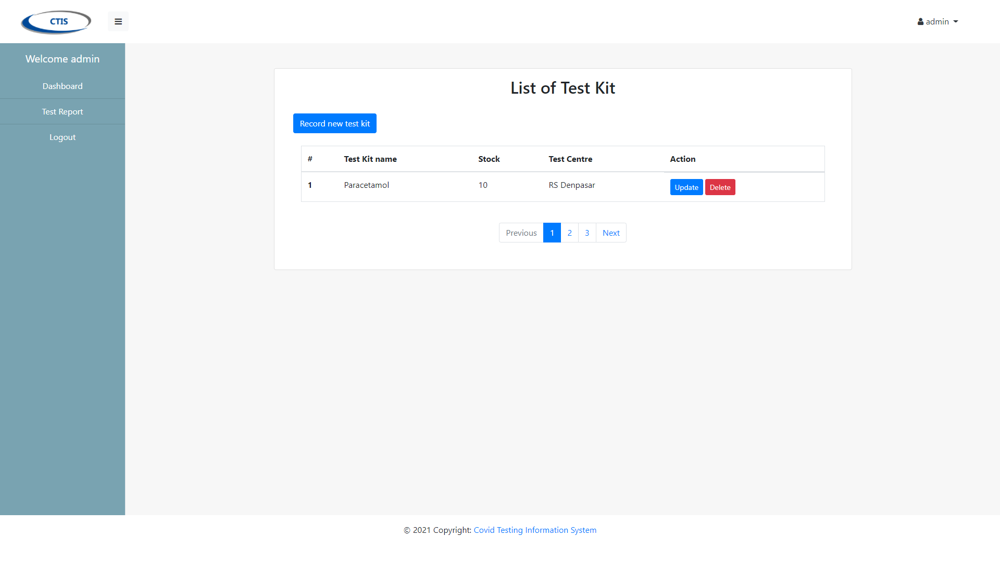 CTIS
admin
Welcome admin
Dashboard
Test Report
Logout
List of Test Kit
Record new test kit
# Test Kit name Stock Test Centre Action
1 Paracetamol 10 RS Denpasar Update Delete
Previous 1 2 3 Next
© 2021 Copyright: Covid Testing Information System